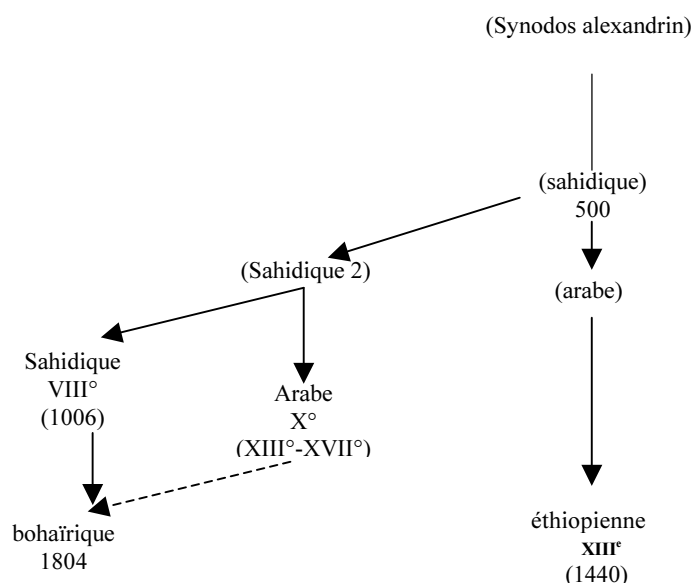 (Synodos alexandrin)
(sahidique)
500
(Sahidique 2)
(arabe)
Sahidique
VIII°
(1006)
Arabe
X°
(XIII°-XVII°)
bohaïrique
1804
éthiopienne
XIIIᵉ
(1440)